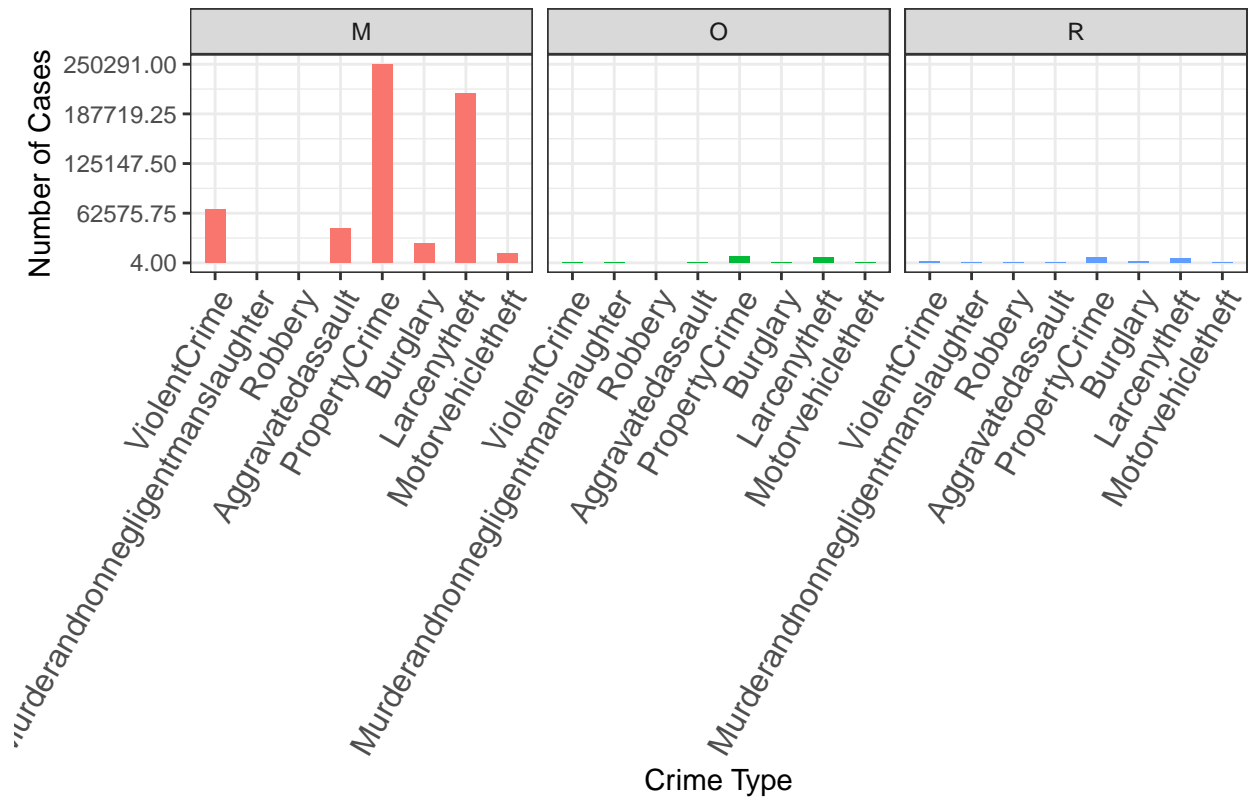 M
O
R
Number of Cases
250291.00
187719.25
125147.50
62575.75
4.00
ViolentCrime
urderandnonnegligentmanslaughter
Robbery
Aggravatedassault
PropertyCrime
Burglary
Larcenytheft
Motorvehicletheft
ViolentCrime
Murderandnonnegligentmanslaughter
Robbery
Aggravatedassault
PropertyCrime
Burglary
Larcenytheft
Motorvehicletheft
ViolentCrime
Murderandnonnegligentmanslaughter
Robbery
Aggravatedassault
PropertyCrime
Burglary
Larcenytheft
Motorvehicletheft
Crime Type